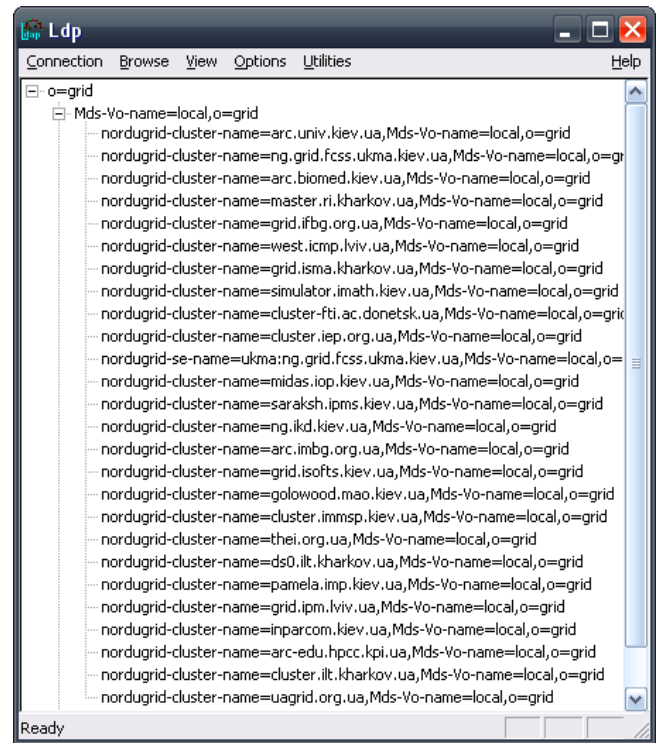 Ldp
Connection Browse View Options Utilities Help
o=grid
Mds-Vo-name=local,o=grid
nordugrid-cluster-name=arc.univ.kiev.ua,Mds-Vo-name=local,o=grid
nordugrid-cluster-name=ng.grid.fcss.ukma.kiev.ua,Mds-Vo-name=local,o=gr
nordugrid-cluster-name=arc.biomed.kiev.ua,Mds-Vo-name=local,o=grid
nordugrid-cluster-name=master.ri.kharkov.ua,Mds-Vo-name=local,o=grid
nordugrid-cluster-name=grid.ifbg.org.ua,Mds-Vo-name=local,o=grid
nordugrid-cluster-name=west.icmp.lviv.ua,Mds-Vo-name=local,o=grid
nordugrid-cluster-name=grid.isma.kharkov.ua,Mds-Vo-name=local,o=grid
nordugrid-cluster-name=simulator.imath.kiev.ua,Mds-Vo-name=local,o=grid
nordugrid-cluster-name=cluster-fti.ac.donetsk.ua,Mds-Vo-name=local,o=grid
nordugrid-cluster-name=cluster.iep.org.ua,Mds-Vo-name=local,o=grid
nordugrid-se-name=ukma:ng.grid.fcss.ukma.kiev.ua,Mds-Vo-name=local,o=
nordugrid-cluster-name=midas.iop.kiev.ua,Mds-Vo-name=local,o=grid
nordugrid-cluster-name=saraksh.ipms.kiev.ua,Mds-Vo-name=local,o=grid
nordugrid-cluster-name=ng.ikd.kiev.ua,Mds-Vo-name=local,o=grid
nordugrid-cluster-name=arc.imbg.org.ua,Mds-Vo-name=local,o=grid
nordugrid-cluster-name=grid.isofts.kiev.ua,Mds-Vo-name=local,o=grid
nordugrid-cluster-name=golowood.mao.kiev.ua,Mds-Vo-name=local,o=grid
nordugrid-cluster-name=cluster.immsp.kiev.ua,Mds-Vo-name=local,o=grid
nordugrid-cluster-name=thei.org.ua,Mds-Vo-name=local,o=grid
nordugrid-cluster-name=ds0.ilt.kharkov.ua,Mds-Vo-name=local,o=grid
nordugrid-cluster-name=pamela.imp.kiev.ua,Mds-Vo-name=local,o=grid
nordugrid-cluster-name=grid.ipm.lviv.ua,Mds-Vo-name=local,o=grid
nordugrid-cluster-name=inparcom.kiev.ua,Mds-Vo-name=local,o=grid
nordugrid-cluster-name=arc-edu.hpcc.kpi.ua,Mds-Vo-name=local,o=grid
nordugrid-cluster-name=cluster.ilt.kharkov.ua,Mds-Vo-name=local,o=grid
nordugrid-cluster-name=uagrid.org.ua,Mds-Vo-name=local,o=grid
Ready